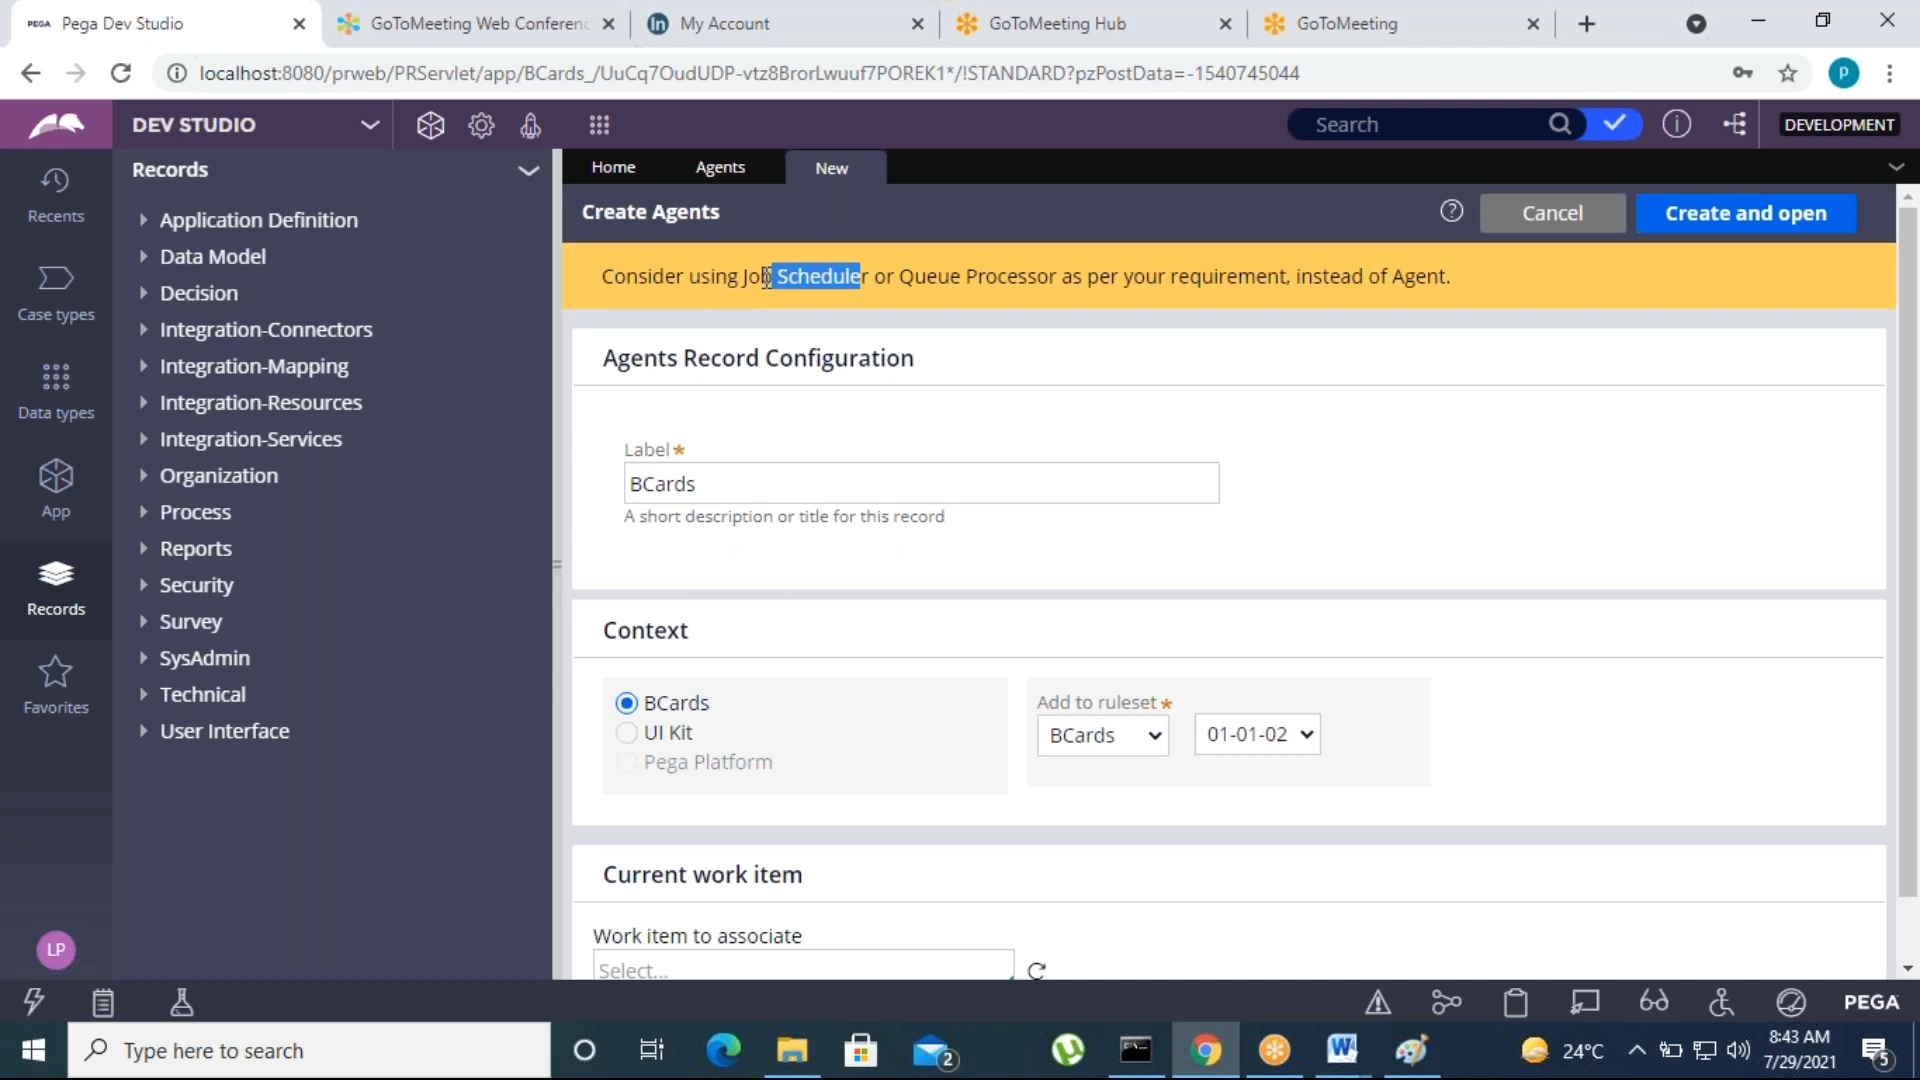 PEGA Pega Dev Studio
GoToMeeting Web Conferenc
in My Account
GoToMeeting Hub
GoToMeeting
localhost:8080/prweb/PRServlet/app/BCards_/UuCq7OudUDP-vtz8BrorLwuuf7POREK1*/!STANDARD?pzPostData=-1540745044
P
DEV STUDIO
Search
DEVELOPMENT
Recents
Case types
Data types
App
Records
Favorites
LP
Records
Application Definition
Data Model
Decision
Integration-Connectors
Integration-Mapping
Integration-Resources
Integration-Services
Organization
Process
Reports
Security
Survey
SysAdmin
Technical
User Interface
Home Agents New
Create Agents
Cancel Create and open
Consider using Job Scheduler or Queue Processor as per your requirement, instead of Agent.
Agents Record Configuration
Label*
BCards
A short description or title for this record
Context
BCards
UI Kit
Pega Platform
Add to ruleset*
BCards 01-01-02
Current work item
Work item to associate
Select...
PEGA
Type here to search
2
24°C
8:43 AM
7/29/2021
5